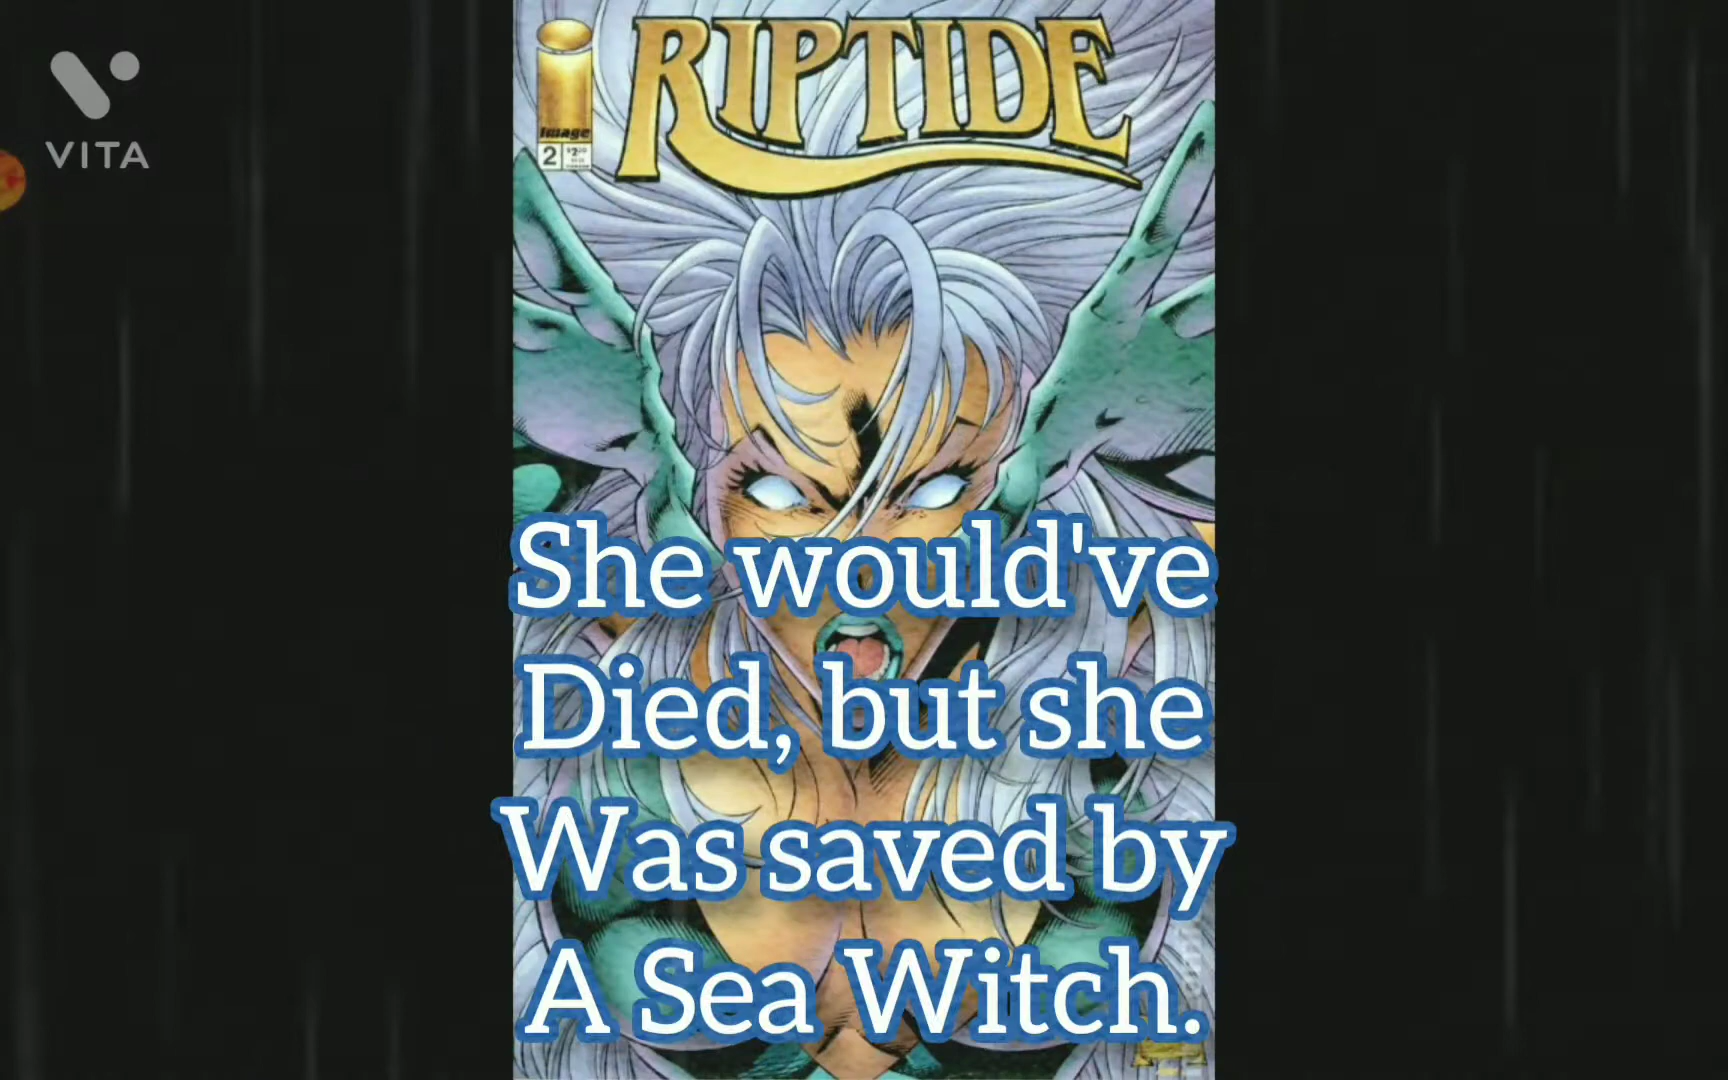 VITA
RIPTIDE
image
2
She would've
Died, but she
Was saved by
A Sea Witch.